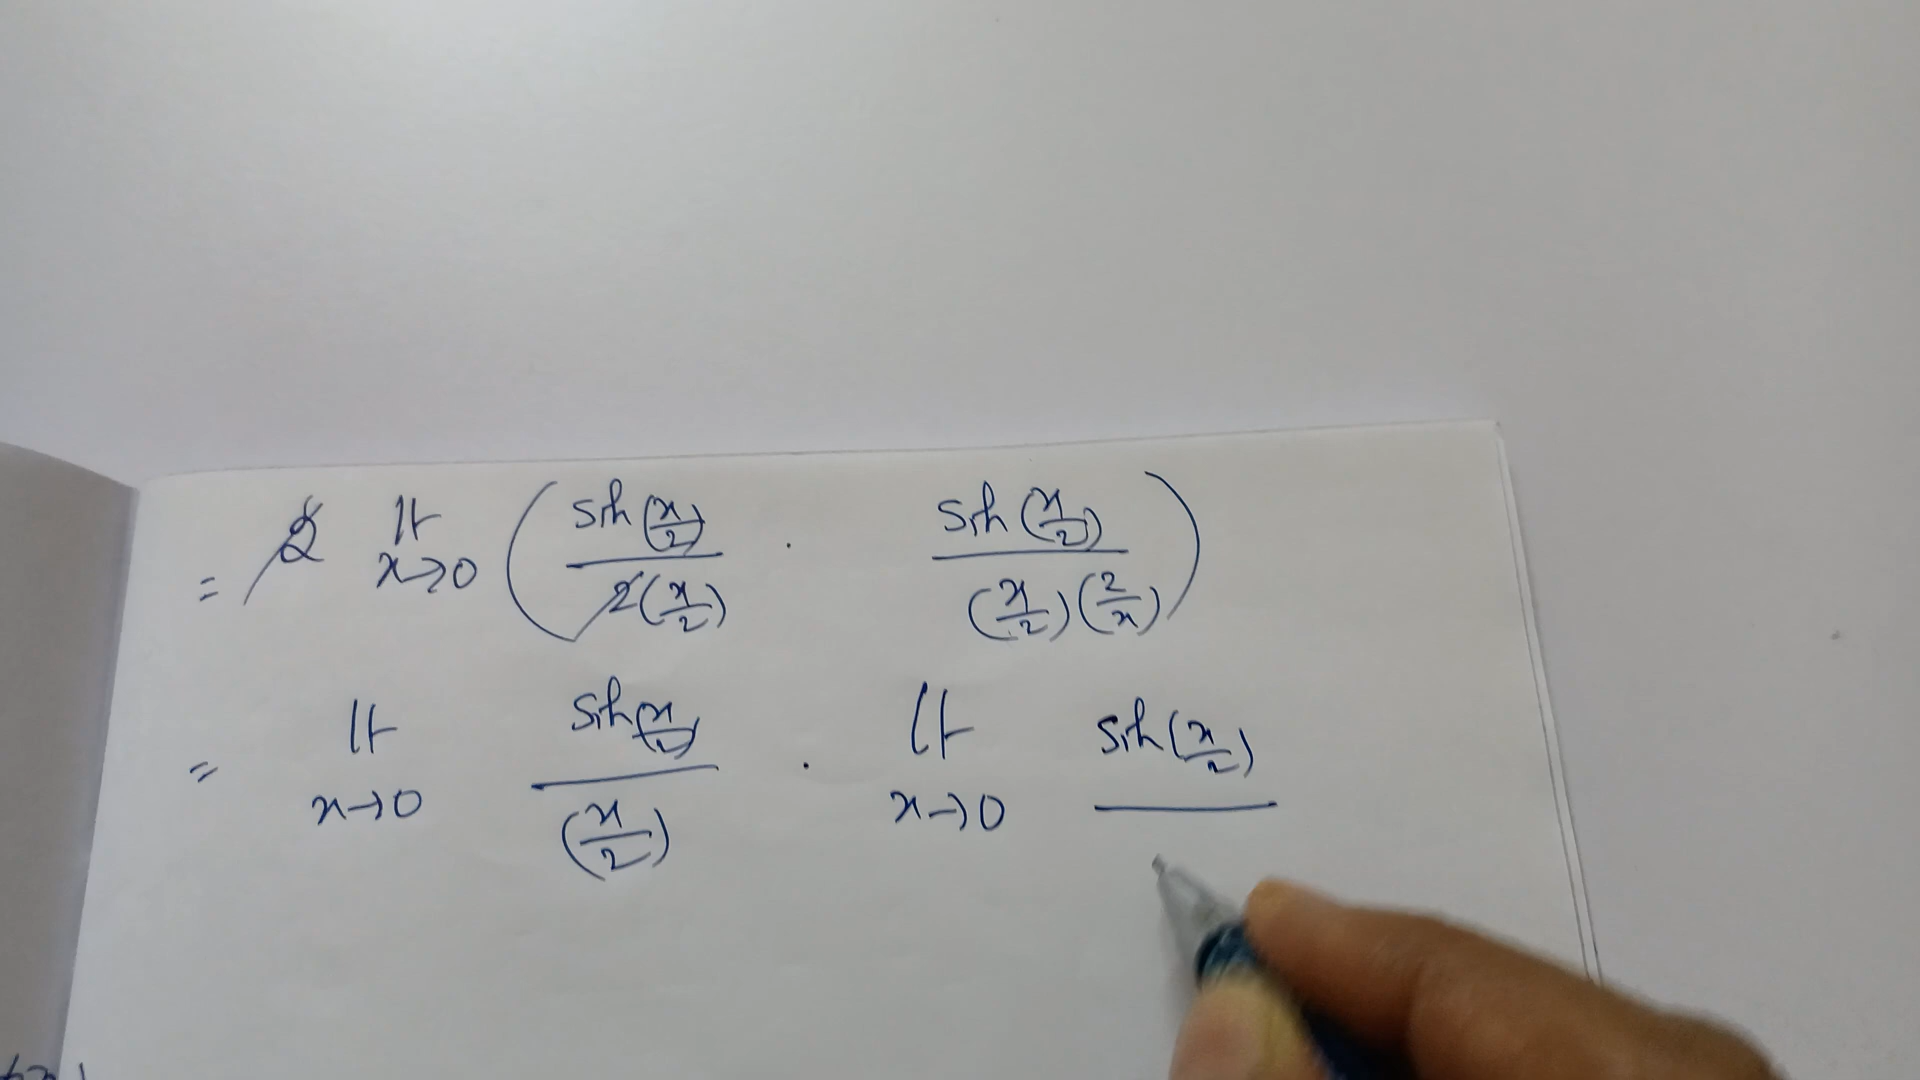 = 2 lt x→0 ( sin(x/2) / 2(x/2) . sin(x/2) / (x/2)(2/x) )
= lt x→0 sin(x/2) / (x/2) . lt x→0 sin(x/2) /